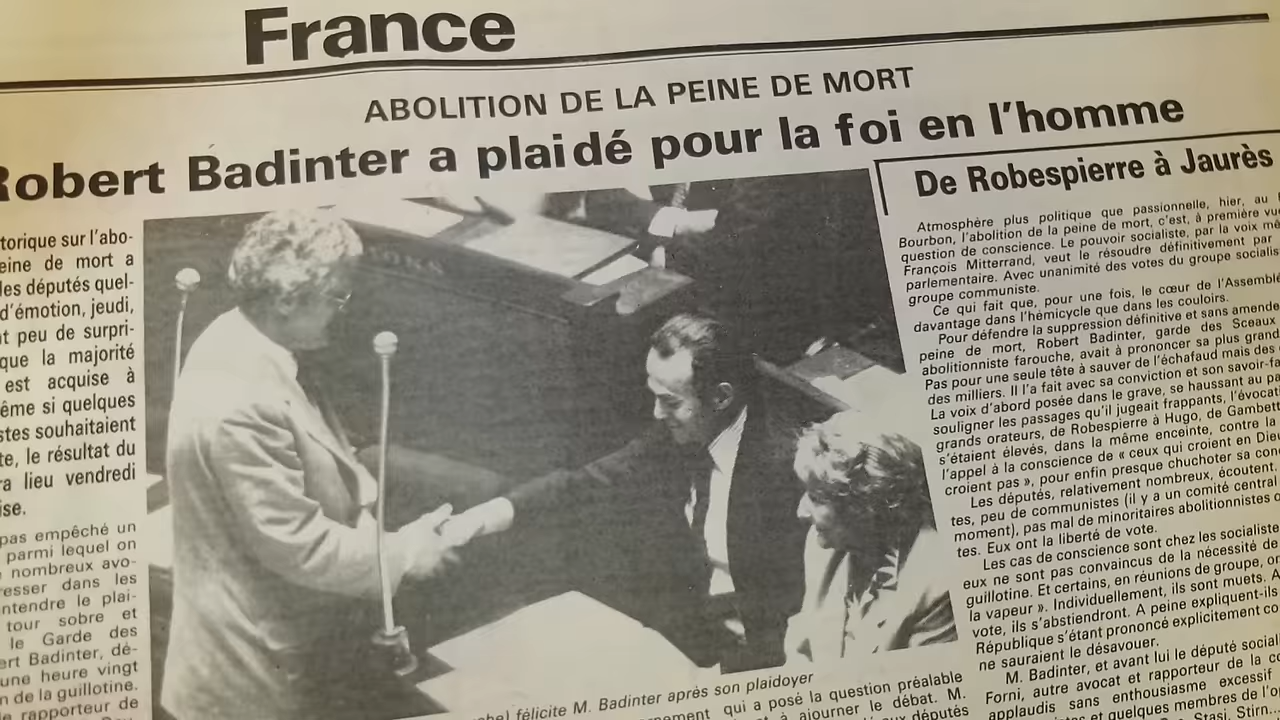 France
ABOLITION DE LA PEINE DE MORT
Robert Badinter a plaidé pour la foi en l'homme
torique sur l'abo-
eine de mort a
les députés quel-
d'émotion, jeudi,
t peu de surpri-
que la majorité
est acquise à
ême si quelques
stes souhaitaient
te, le résultat du
ra lieu vendredi
ise.
pas empêché un
parmi lequel on
nombreux avo-
esser dans les
ntendre le plai-
tour sobre et
le Garde des
ert Badinter, dé-
une heure vingt
n de la guillotine.
e rapporteur de
félicite M. Badinter après son plaidoyer
qui a posé la question préalable
ajourner le débat. M.
députés
De Robespierre à Jaurès
Atmosphère plus politique que passionnelle, hier, au
Bourbon, l'abolition de la peine de mort, c'est, à première vu
question de conscience. Le pouvoir socialiste, par la voix mê
François Mitterrand, veut le résoudre définitivement par
parlementaire. Avec unanimité des votes du groupe socialis
groupe communiste.
Ce qui fait que, pour une fois, le cœur de l'Assemblé
davantage dans l'hémicycle que dans les couloirs.
Pour défendre la suppression définitive et sans amende
peine de mort, Robert Badinter, garde des Sceaux
abolitionniste farouche, avait à prononcer sa plus grand
Pas pour une seule tête à sauver de l'échafaud mais des
des milliers. Il l'a fait avec sa conviction et son savoir-fa
La voix d'abord posée dans le grave, se haussant au pa
souligner les passages qu'il jugeait frappants, l'évocat
grands orateurs, de Robespierre à Hugo, de Gambett
s'étaient élevés, dans la même enceinte, contre la
l'appel à la conscience de « ceux qui croient en Dieu
croient pas », pour enfin presque chuchoter sa con
Les députés, relativement nombreux, écoutent.
tes, peu de communistes (il y a un comité central
moment), pas mal de minoritaires abolitionnistes o
tes. Eux ont la liberté de vote.
Les cas de conscience sont chez les socialiste
eux ne sont pas convaincus de la nécessité de
guillotine. Et certains, en réunions de groupe, on
la vapeur ». Individuellement, ils sont muets. A
vote, ils s'abstiendront. A peine expliquent-ils
République s'étant prononcé explicitement co
ne sauraient le désavouer.
M. Badinter, et avant lui le député social
Forni, autre avocat et rapporteur de la co
applaudis sans enthousiasme excessif
et quelques membres de l'o
Stirn...